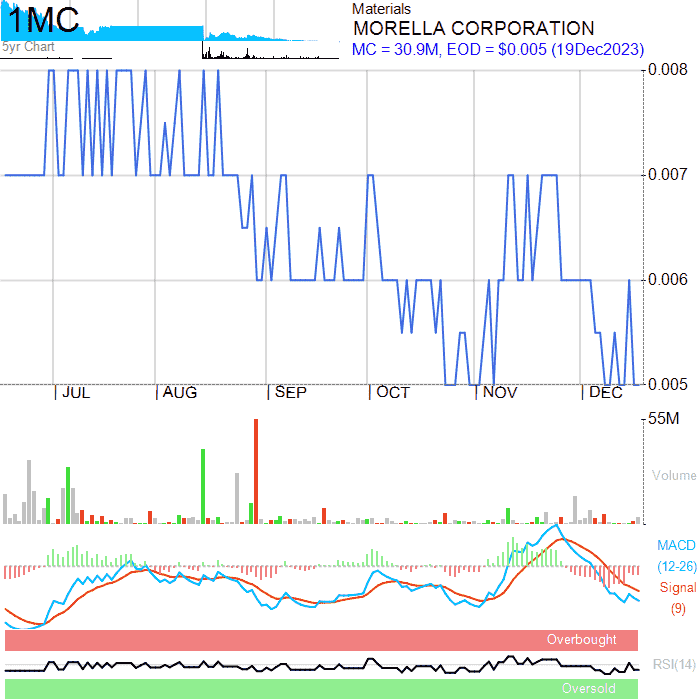 1MC
5yr Chart
Materials
MORELLA CORPORATION
MC = 30.9M, EOD = $0.005 (19Dec2023)
0.008
0.007
0.006
0.005
JUL AUG SEP OCT NOV DEC
55M
Volume
MACD
(12-26)
Signal
(9)
Overbought
RSI(14)
Oversold